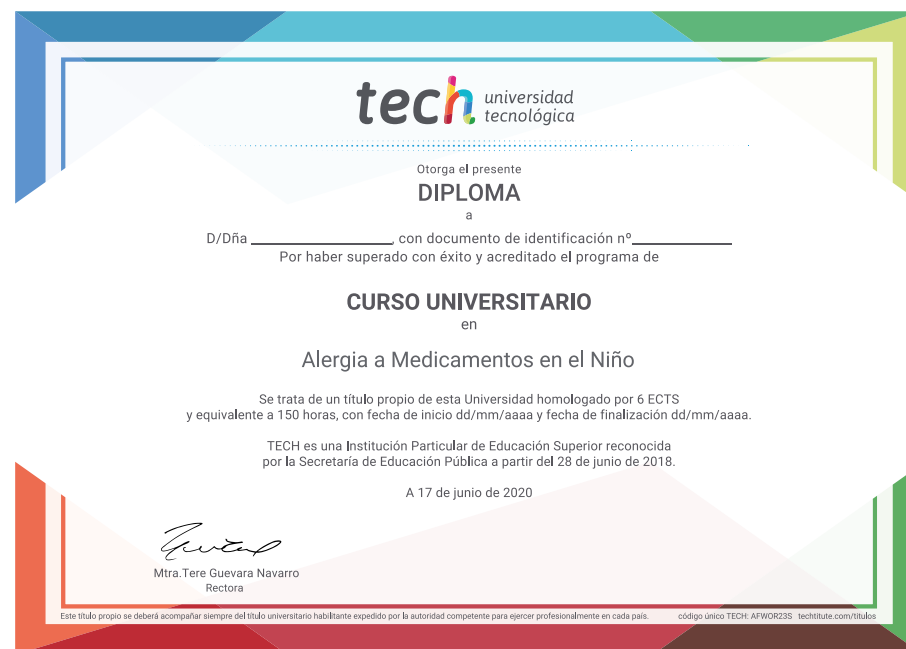 tech universidad
tecnológica
Otorga el presente
DIPLOMA
a
D/Dña ____________________, con documento de identificación nº______________
Por haber superado con éxito y acreditado el programa de
CURSO UNIVERSITARIO
en
Alergia a Medicamentos en el Niño
Se trata de un título propio de esta Universidad homologado por 6 ECTS
y equivalente a 150 horas, con fecha de inicio dd/mm/aaaa y fecha de finalización dd/mm/aaaa.
TECH es una Institución Particular de Educación Superior reconocida
por la Secretaría de Educación Pública a partir del 28 de junio de 2018.
A 17 de junio de 2020
Mtra.Tere Guevara Navarro
Rectora
Este título propio se deberá acompañar siempre del título universitario habilitante expedido por la autoridad competente para ejercer profesionalmente en cada país. código único TECH: AFWOR23S techtitute.com/titulos